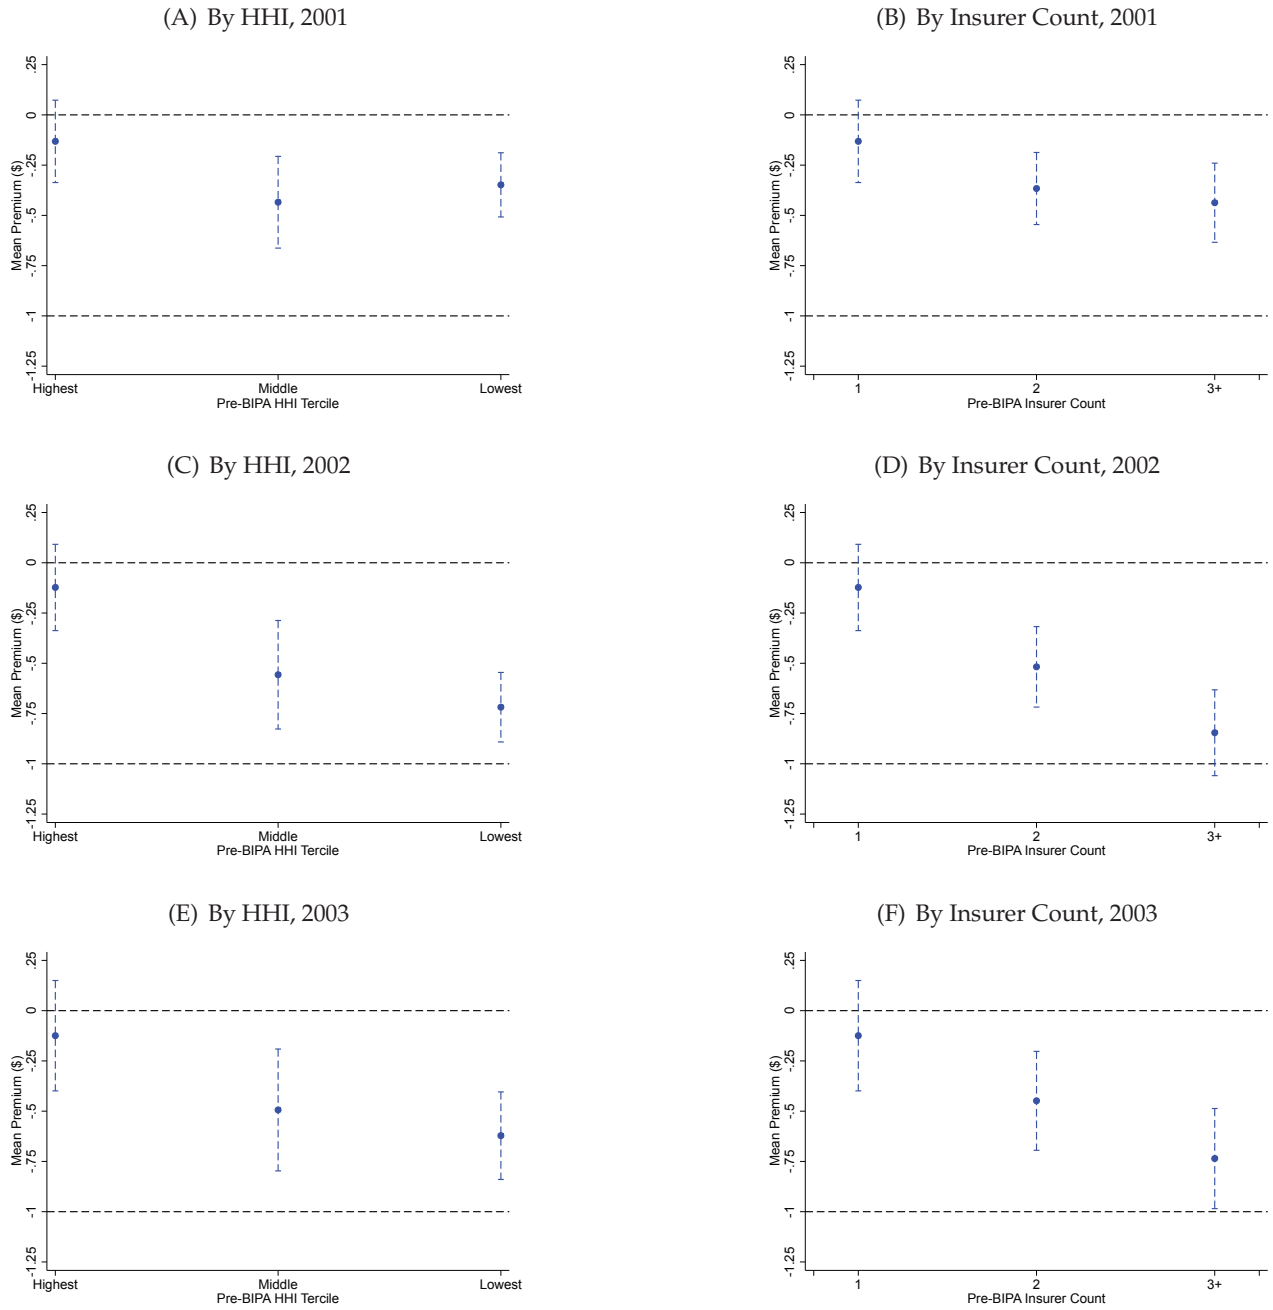 (A) By HHI, 2001
Mean Premium ($)
.25
0
-.25
-.5
-.75
-1
-1.25
Highest Middle Lowest
Pre-BIPA HHI Tercile
(B) By Insurer Count, 2001
Mean Premium ($)
.25
0
-.25
-.5
-.75
-1
-1.25
1 2 3+
Pre-BIPA Insurer Count
(C) By HHI, 2002
Mean Premium ($)
.25
0
-.25
-.5
-.75
-1
-1.25
Highest Middle Lowest
Pre-BIPA HHI Tercile
(D) By Insurer Count, 2002
Mean Premium ($)
.25
0
-.25
-.5
-.75
-1
-1.25
1 2 3+
Pre-BIPA Insurer Count
(E) By HHI, 2003
Mean Premium ($)
.25
0
-.25
-.5
-.75
-1
-1.25
Highest Middle Lowest
Pre-BIPA HHI Tercile
(F) By Insurer Count, 2003
Mean Premium ($)
.25
0
-.25
-.5
-.75
-1
-1.25
1 2 3+
Pre-BIPA Insurer Count